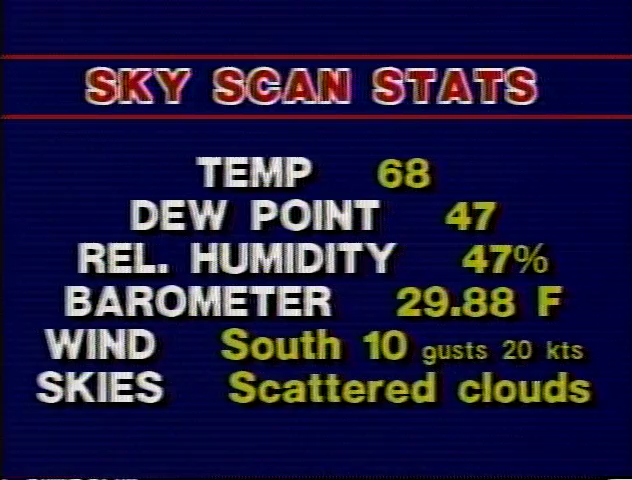 SKY SCAN STATS
TEMP 68
DEW POINT 47
REL. HUMIDITY 47%
BAROMETER 29.88 F
WIND South 10 gusts 20 kts
SKIES Scattered clouds